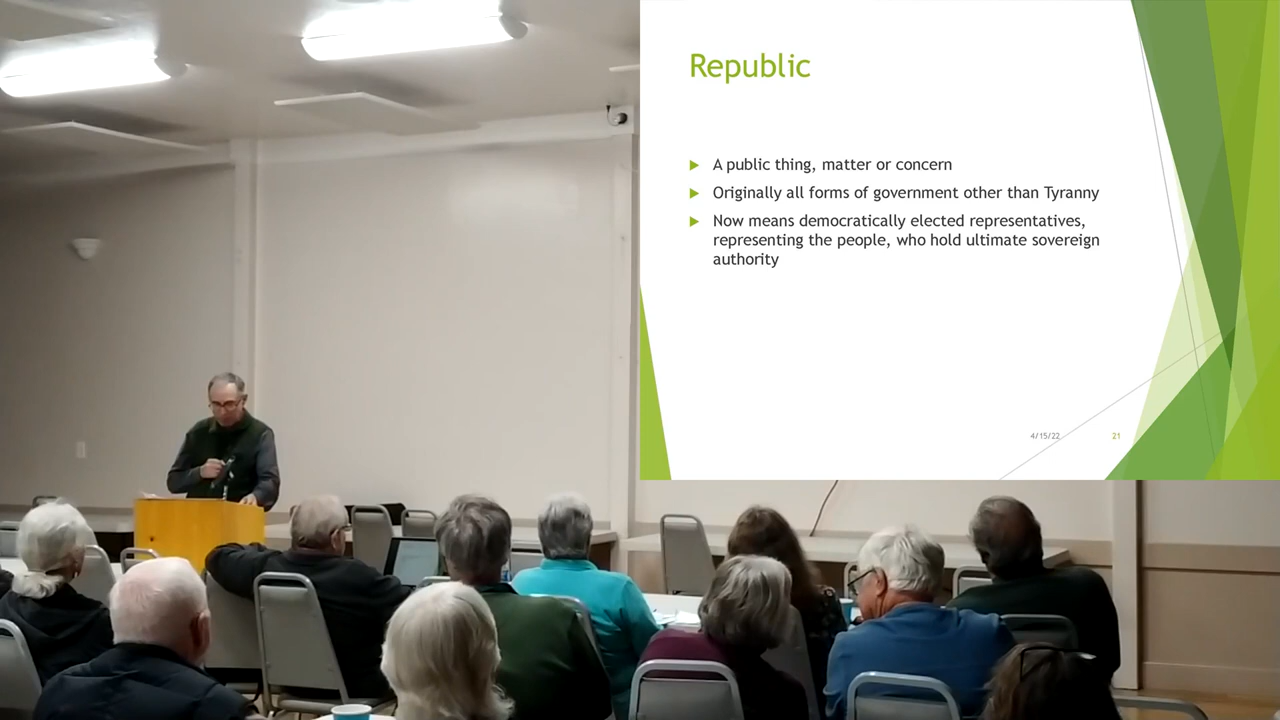 Republic
A public thing, matter or concern
Originally all forms of government other than Tyranny
Now means democratically elected representatives,
representing the people, who hold ultimate sovereign
authority
4/15/22
21